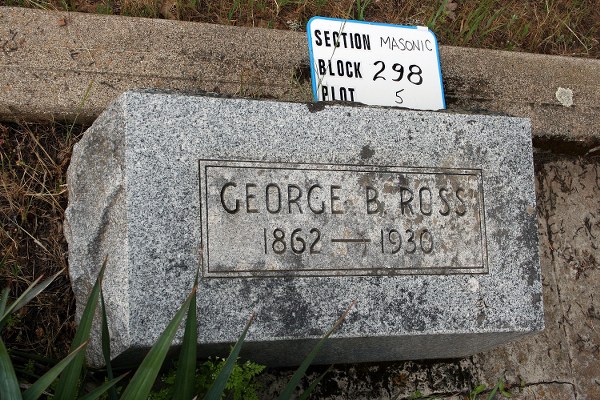 SECTION MASONIC
BLOCK 298
PLOT 5
GEORGE B. ROSS
1862 — 1930